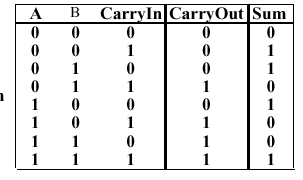 A B CarryIn CarryOut Sum
0 0 0 0 0
0 0 1 0 1
0 1 0 0 1
0 1 1 1 0
1 0 0 0 1
1 0 1 1 0
1 1 0 1 0
1 1 1 1 1